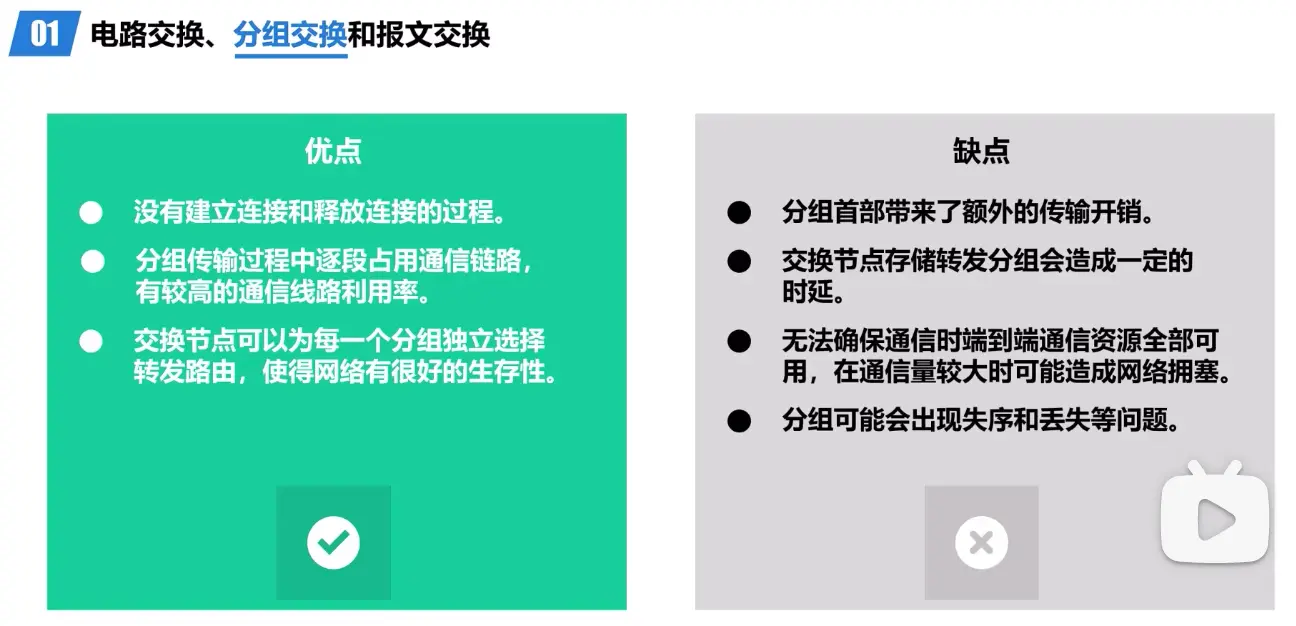 01 电路交换、分组交换和报文交换
优点
没有建立连接和释放连接的过程。
分组传输过程中逐段占用通信链路，
有较高的通信线路利用率。
交换节点可以为每一个分组独立选择
转发路由，使得网络有很好的生存性。
缺点
分组首部带来了额外的传输开销。
交换节点存储转发分组会造成一定的
时延。
无法确保通信时端到端通信资源全部可
用，在通信量较大时可能造成网络拥塞。
分组可能会出现失序和丢失等问题。